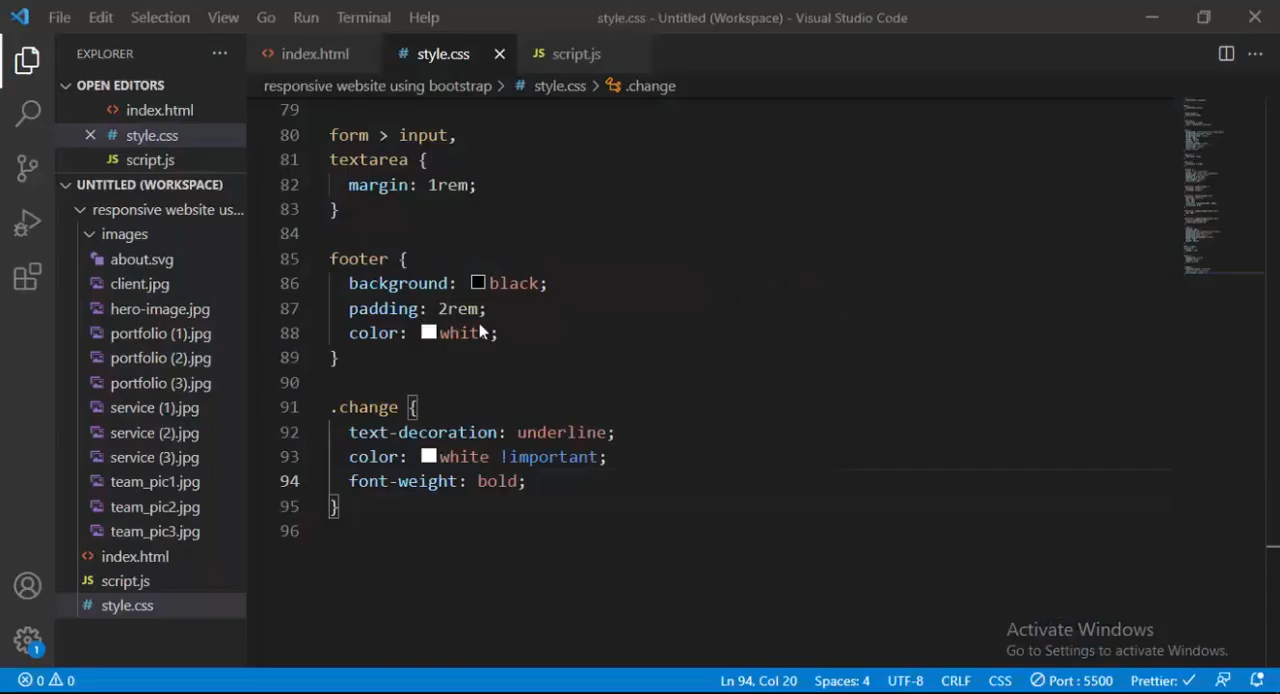 File Edit Selection View Go Run Terminal Help
style.css - Untitled (Workspace) - Visual Studio Code
EXPLORER
OPEN EDITORS
index.html
style.css
script.js
UNTITLED (WORKSPACE)
responsive website us...
images
about.svg
client.jpg
hero-image.jpg
portfolio (1).jpg
portfolio (2).jpg
portfolio (3).jpg
service (1).jpg
service (2).jpg
service (3).jpg
team_pic1.jpg
team_pic2.jpg
team_pic3.jpg
index.html
JS script.js
# style.css
index.html # style.css JS script.js
responsive website using bootstrap > # style.css > .change
79
80 form > input,
81 textarea {
82 margin: 1rem;
83 }
84
85 footer {
86 background: black;
87 padding: 2rem;
88 color: white;
89 }
90
91 .change {
92 text-decoration: underline;
93 color: white !important;
94 font-weight: bold;
95 }
96
Activate Windows
Go to Settings to activate Windows.
1
0 0 Ln 94, Col 20 Spaces: 4 UTF-8 CRLF CSS Port : 5500 Prettier: ✓